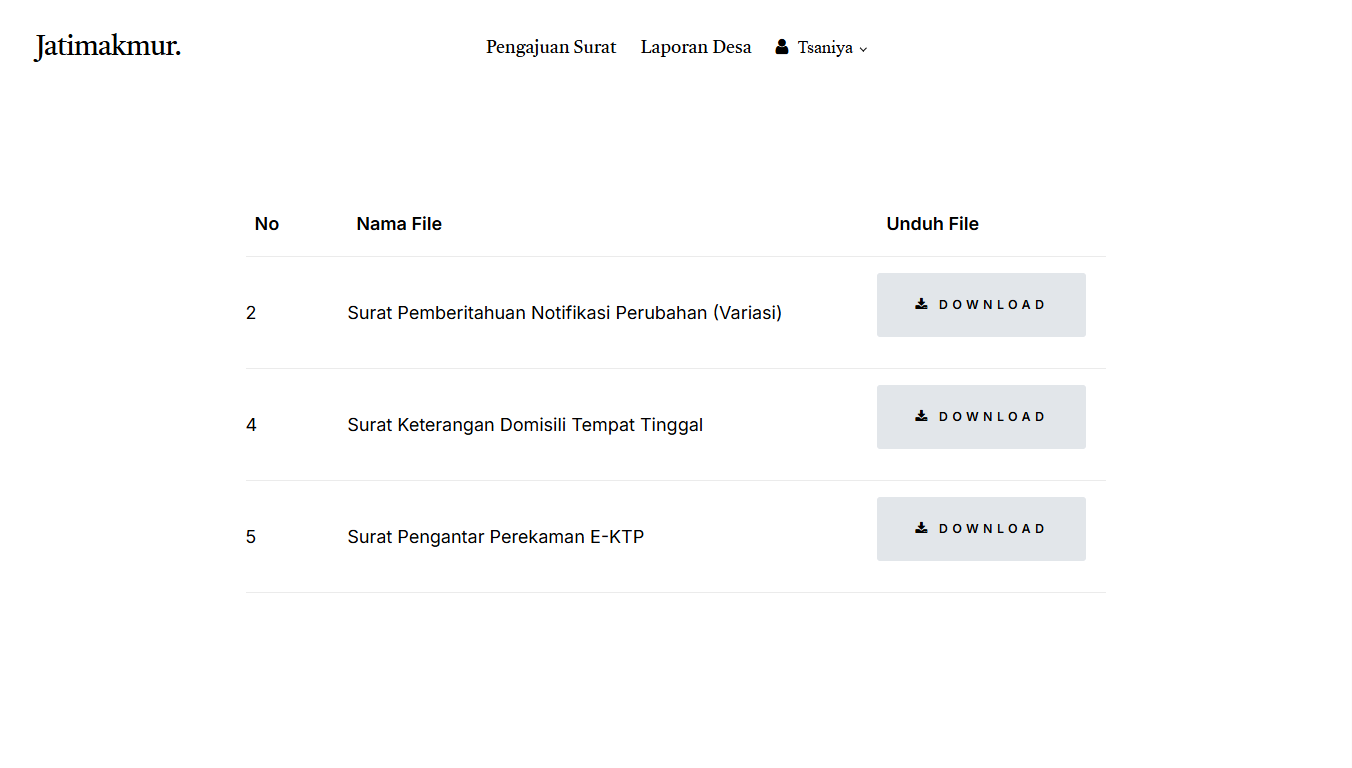 Jatimakmur.
Pengajuan Surat Laporan Desa Tsaniya
No Nama File Unduh File
2 Surat Pemberitahuan Notifikasi Perubahan (Variasi) DOWNLOAD
4 Surat Keterangan Domisili Tempat Tinggal DOWNLOAD
5 Surat Pengantar Perekaman E-KTP DOWNLOAD